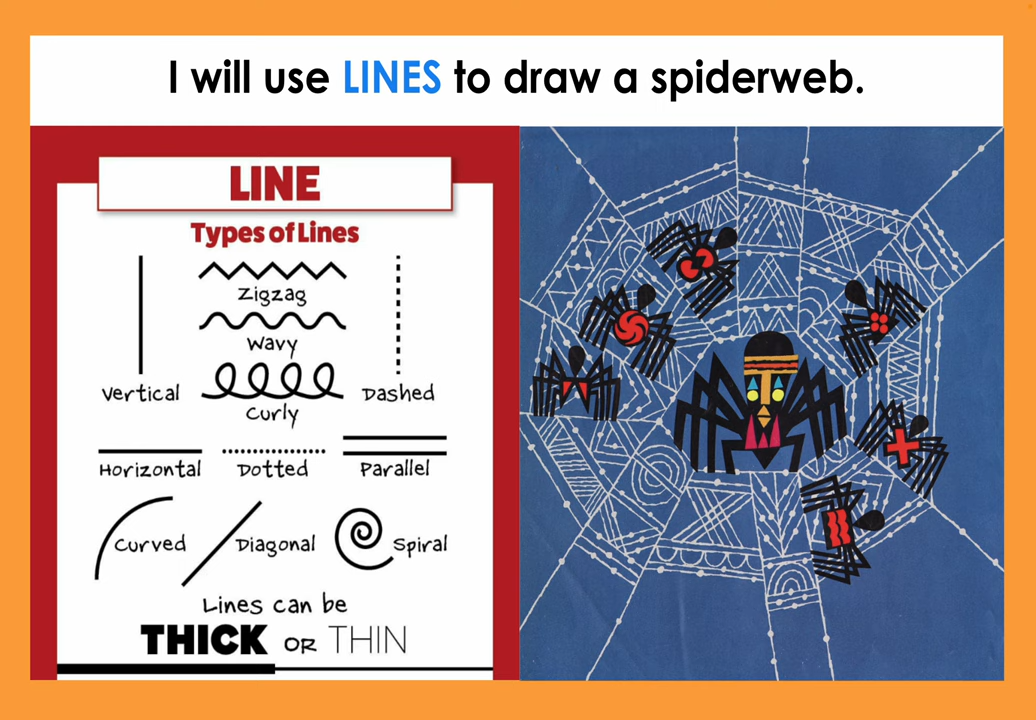 I will use LINES to draw a spiderweb.
LINE
Types of Lines
Zigzag
Wavy
Vertical
Curly
Dashed
Horizontal
Dotted
Parallel
Curved
Diagonal
Spiral
Lines can be
THICK OR THIN